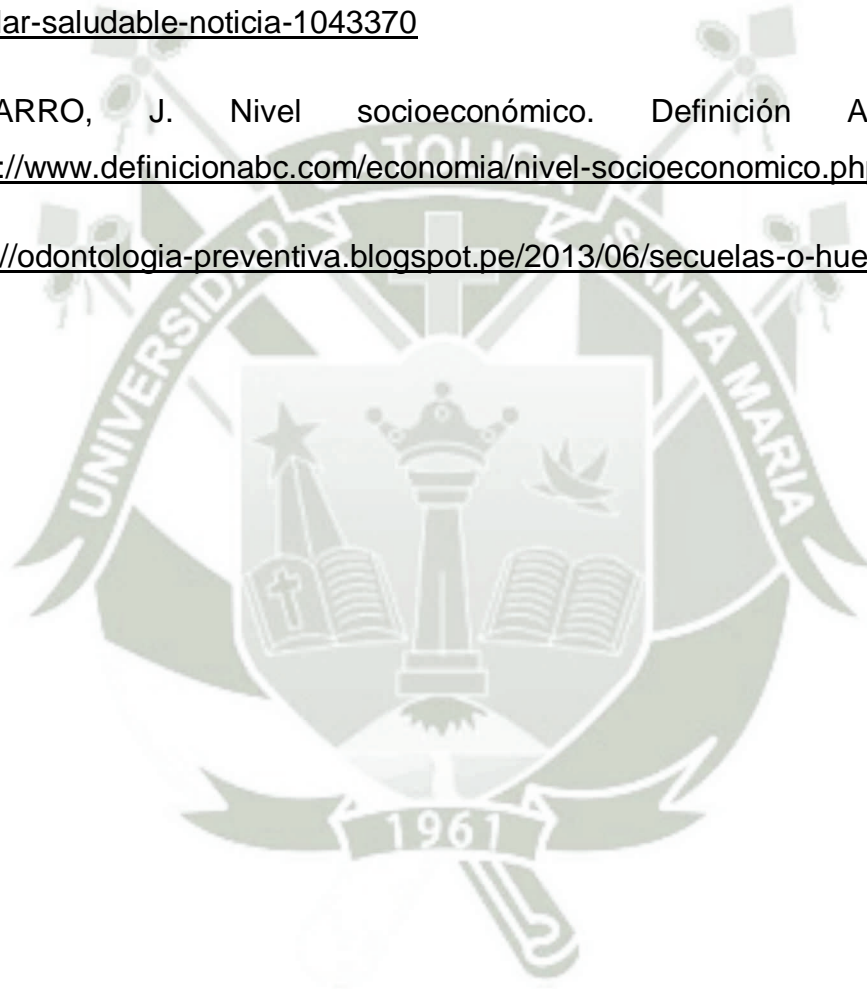 lar-saludable-noticia-1043370
ARRO, J. Nivel socioeconómico. Definición A
://www.definicionabc.com/economia/nivel-socioeconomico.ph
//odontologia-preventiva.blogspot.pe/2013/06/secuelas-o-hue
UNIVERSIDAD CATOLICA SANTA MARIA
1961